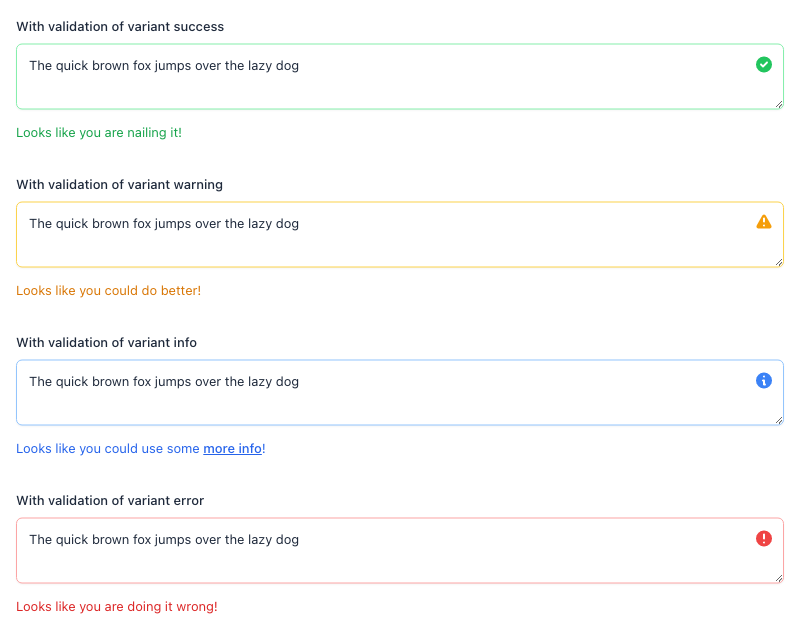 With validation of variant success
The quick brown fox jumps over the lazy dog
Looks like you are nailing it!
With validation of variant warning
The quick brown fox jumps over the lazy dog
Looks like you could do better!
With validation of variant info
The quick brown fox jumps over the lazy dog
Looks like you could use some more info!
With validation of variant error
The quick brown fox jumps over the lazy dog
Looks like you are doing it wrong!